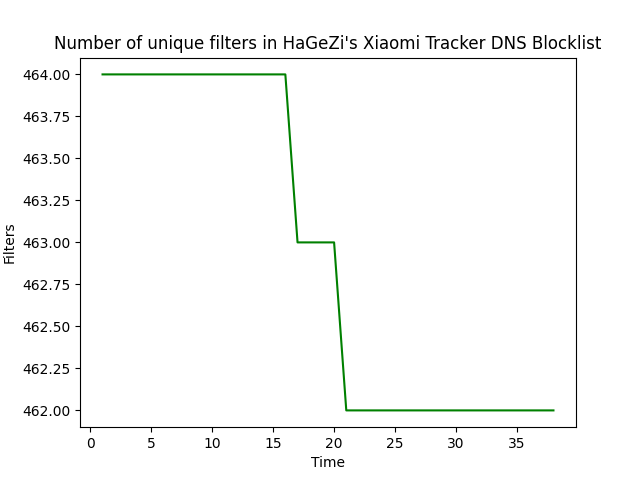 Number of unique filters in HaGeZi's Xiaomi Tracker DNS Blocklist
464.00
463.75
463.50
463.25
463.00
462.75
462.50
462.25
462.00
Filters
0 5 10 15 20 25 30 35
Time